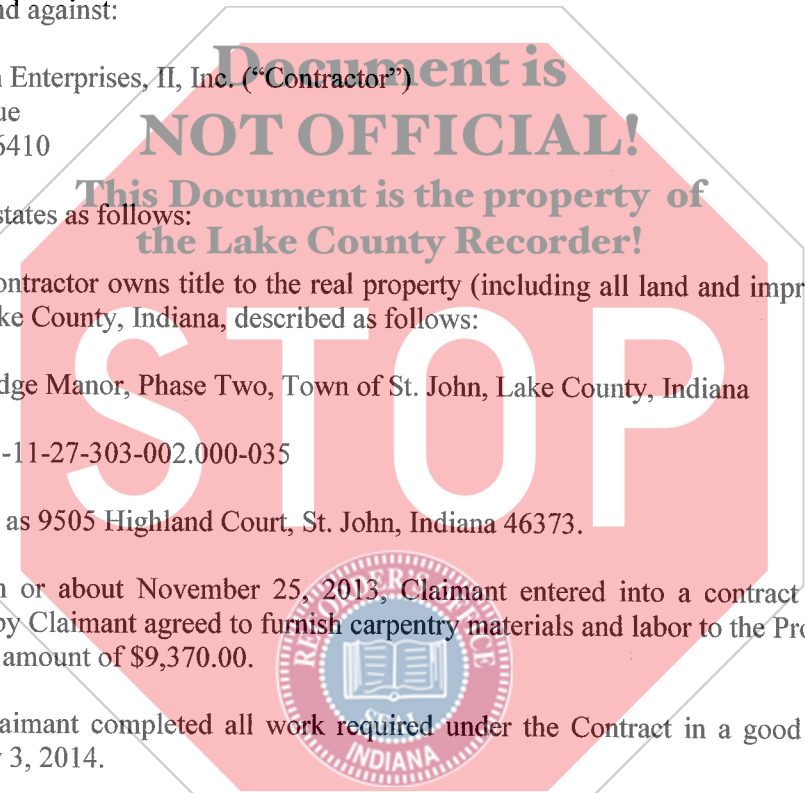 nd against:
Document is
Enterprises, II, Inc. (“Contractor”)
ue
NOT OFFICIAL!
6410
This Document is the property of
states as follows:
the Lake County Recorder!
ontractor owns title to the real property (including all land and impr
ke County, Indiana, described as follows:
STOP
dge Manor, Phase Two, Town of St. John, Lake County, Indiana
-11-27-303-002.000-035
as 9505 Highland Court, St. John, Indiana 46373.
n or about November 25, 2013, Claimant entered into a contract
by Claimant agreed to furnish carpentry materials and labor to the Pro
amount of $9,370.00.
RECORDER'S OFFICE
SEAL
INDIANA
laimant completed all work required under the Contract in a good
3, 2014.